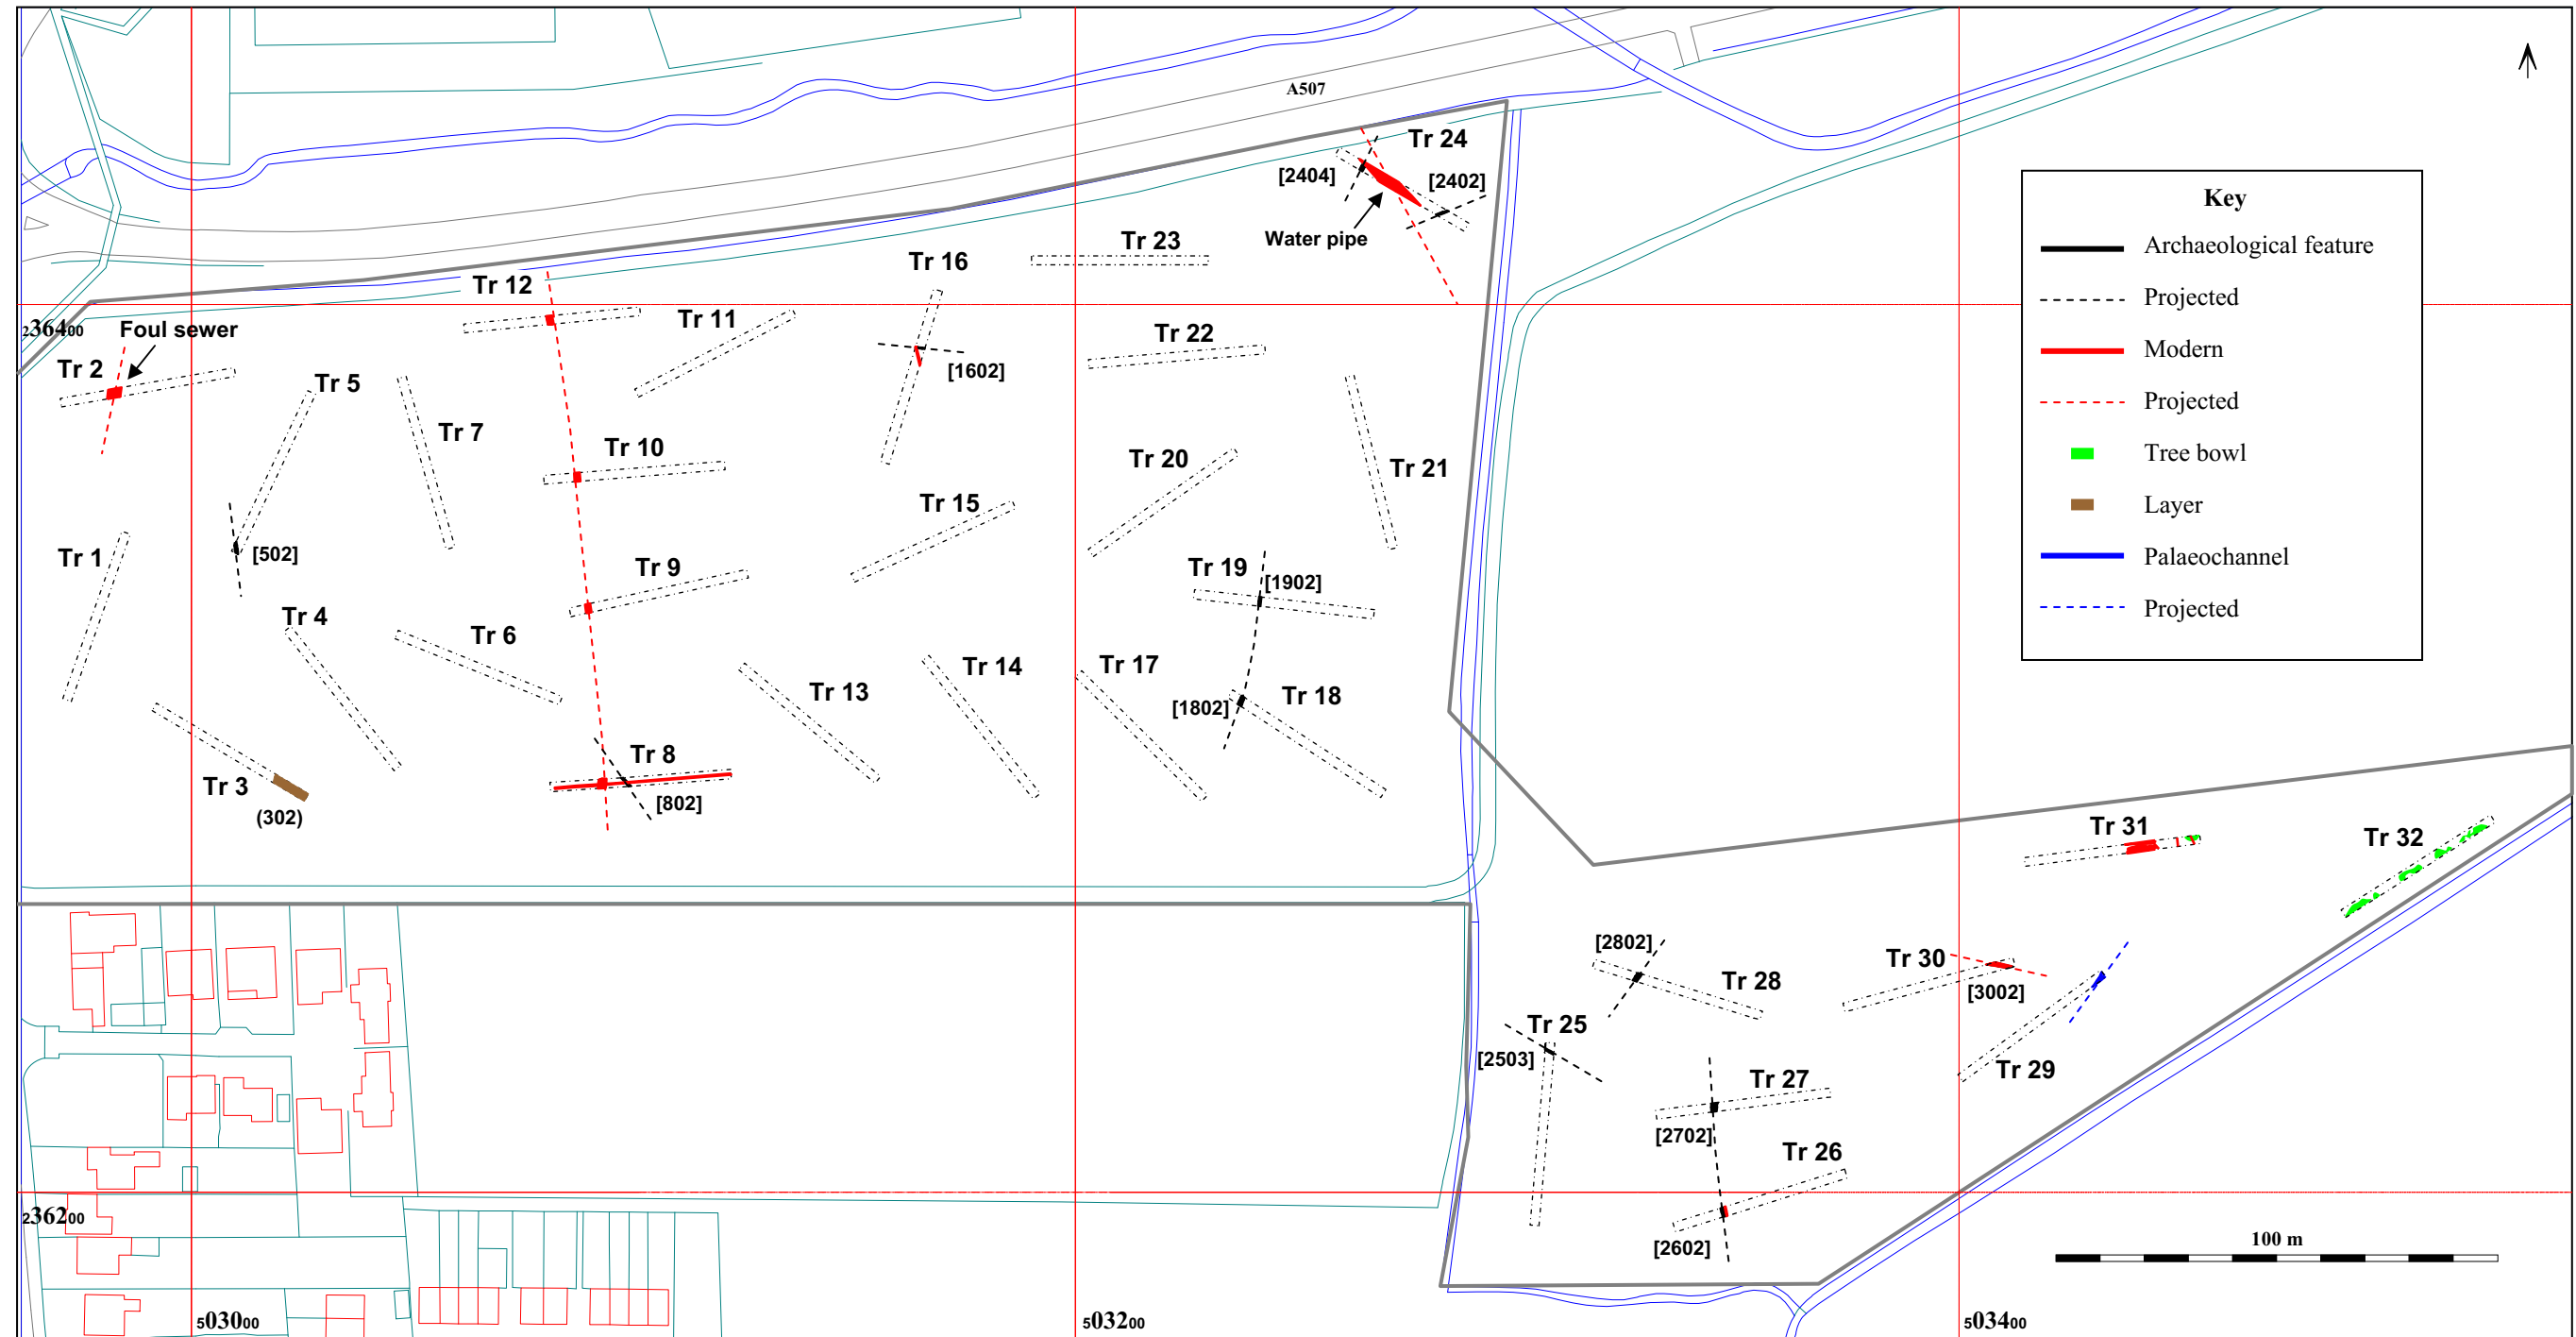 A507
Tr 24
[2404]
[2402]
Water pipe
Tr 23
Tr 16
Tr 12
Tr 11
236400
Foul sewer
Tr 22
Tr 2
Tr 5
[1602]
Tr 7
Tr 10
Tr 20
Tr 21
Tr 15
[502]
Tr 1
Tr 9
Tr 19
[1902]
Tr 4
Tr 6
Tr 14
Tr 17
Tr 13
Tr 18
[1802]
Tr 8
Tr 3
[802]
(302)
Key
Archaeological feature
Projected
Modern
Projected
Tree bowl
Layer
Palaeochannel
Projected
Tr 31
Tr 32
[2802]
Tr 28
Tr 30
[3002]
Tr 25
[2503]
Tr 29
Tr 27
[2702]
Tr 26
[2602]
236200
100 m
503000
503200
503400